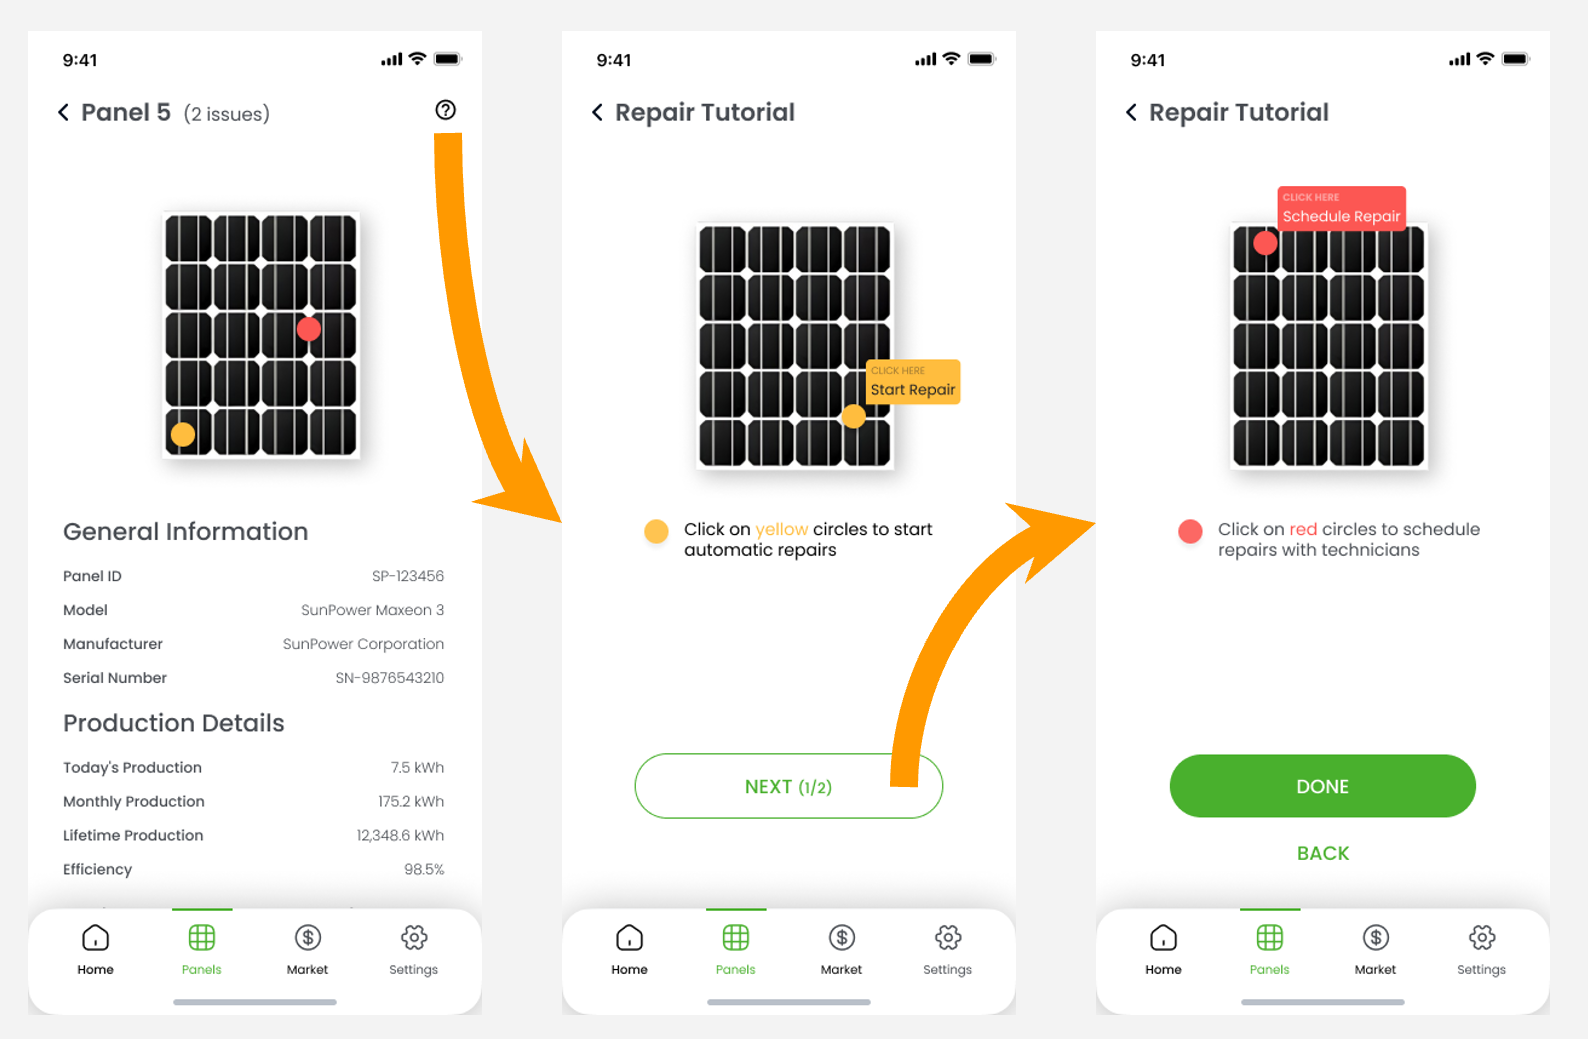 9:41
Panel 5 (2 issues)
General Information
Panel ID SP-123456
Model SunPower Maxeon 3
Manufacturer SunPower Corporation
Serial Number SN-9876543210
Production Details
Today's Production 7.5 kWh
Monthly Production 175.2 kWh
Lifetime Production 12,348.6 kWh
Efficiency 98.5%
Home Panels Market Settings
9:41
Repair Tutorial
CLICK HERE
Start Repair
Click on yellow circles to start
automatic repairs
NEXT (1/2)
Home Panels Market Settings
9:41
Repair Tutorial
CLICK HERE
Schedule Repair
Click on red circles to schedule
repairs with technicians
DONE
BACK
Home Panels Market Settings